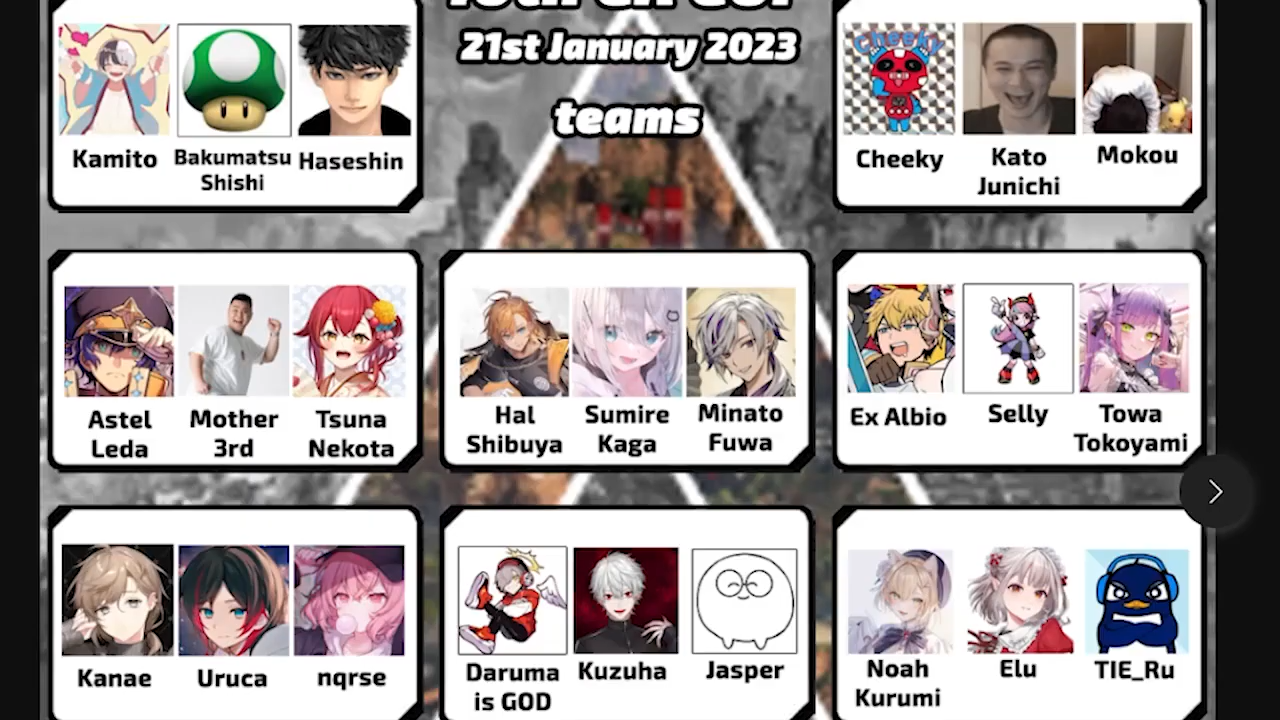 21st January 2023
teams
Kamito
Bakumatsu
Shishi
Haseshin
Cheeky
Cheeky
Kato
Junichi
Mokou
Astel
Leda
Mother
3rd
Tsuna
Nekota
Hal
Shibuya
Sumire
Kaga
Minato
Fuwa
Ex Albio
Selly
Towa
Tokoyami
Kanae
Uruca
nqrse
Daruma
is GOD
Kuzuha
Jasper
Noah
Kurumi
Elu
TIE_Ru